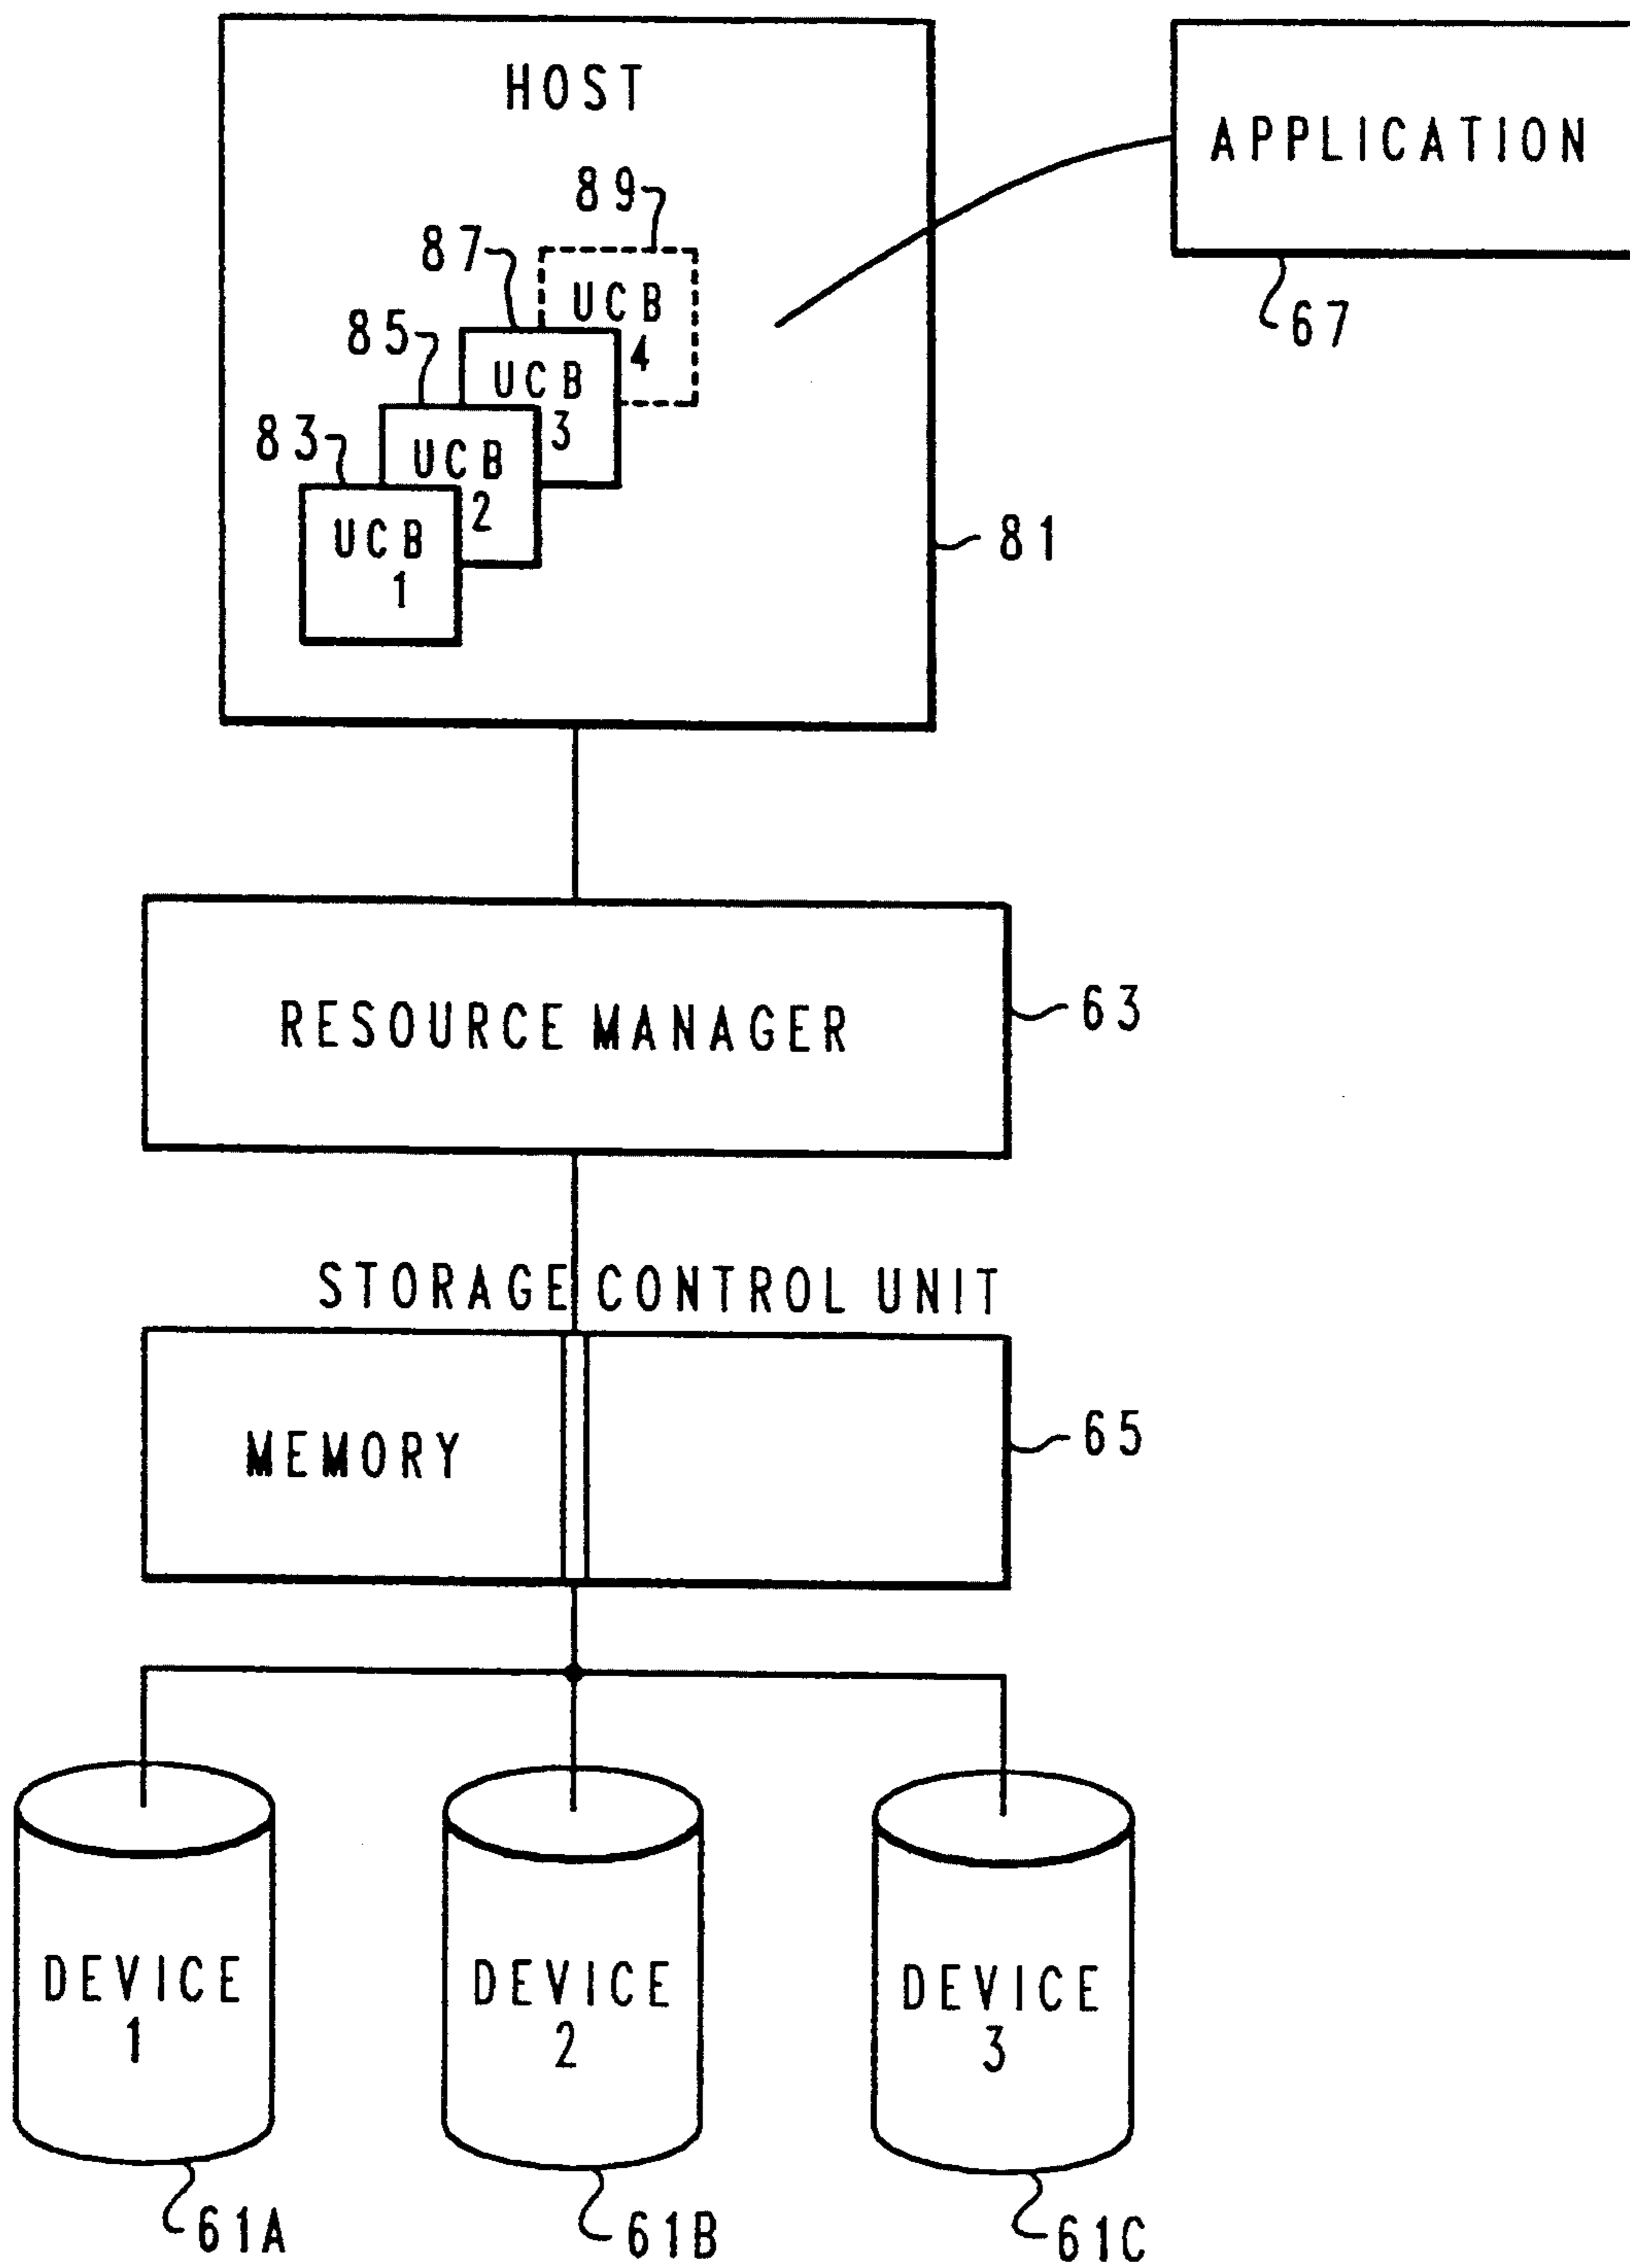 HOST
APPLICATION
67
89
UCB
4
87
UCB
3
85
UCB
2
83
UCB
1
81
RESOURCE MANAGER
63
STORAGE CONTROL UNIT
MEMORY
65
DEVICE
1
DEVICE
2
DEVICE
3
61A
61B
61C